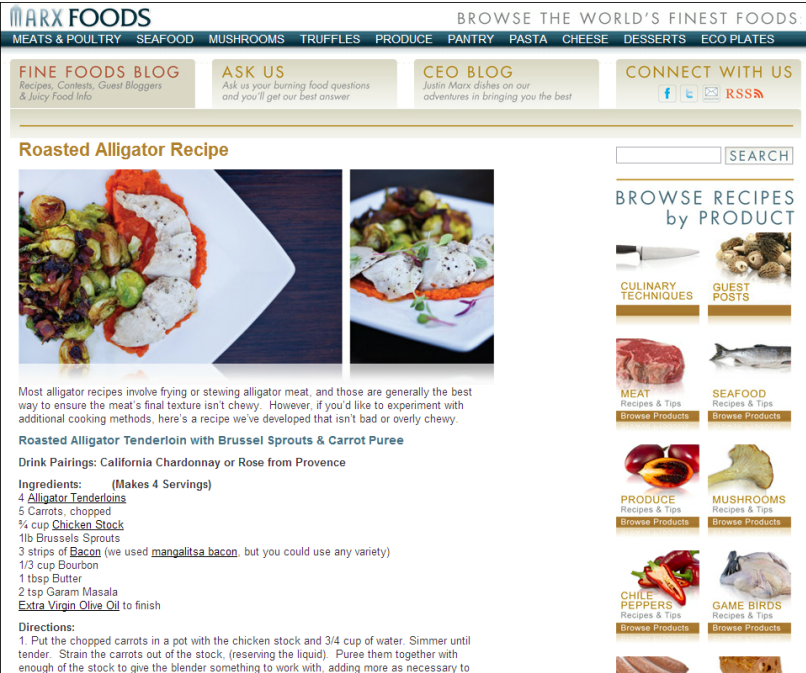 MARX FOODS
BROWSE THE WORLD'S FINEST FOODS:
MEATS & POULTRY SEAFOOD MUSHROOMS TRUFFLES PRODUCE PANTRY PASTA CHEESE DESSERTS ECO PLATES
FINE FOODS BLOG
Recipes, Contests, Guest Bloggers
& Juicy Food Info
ASK US
Ask us your burning food questions
and you'll get our best answer
CEO BLOG
Justin Marx dishes on our
adventures in bringing you the best
CONNECT WITH US
f t RSS
Roasted Alligator Recipe
Most alligator recipes involve frying or stewing alligator meat, and those are generally the best
way to ensure the meat's final texture isn't chewy.  However, if you'd like to experiment with
additional cooking methods, here's a recipe we've developed that isn't bad or overly chewy.
Roasted Alligator Tenderloin with Brussel Sprouts & Carrot Puree
Drink Pairings: California Chardonnay or Rose from Provence
Ingredients: (Makes 4 Servings)
4 Alligator Tenderloins
5 Carrots, chopped
¾ cup Chicken Stock
1lb Brussels Sprouts
3 strips of Bacon (we used mangalitsa bacon, but you could use any variety)
1/3 cup Bourbon
1 tbsp Butter
2 tsp Garam Masala
Extra Virgin Olive Oil to finish
Directions:
1. Put the chopped carrots in a pot with the chicken stock and 3/4 cup of water. Simmer until
tender.  Strain the carrots out of the stock, (reserving the liquid).  Puree them together with
enough of the stock to give the blender something to work with, adding more as necessary to
SEARCH
BROWSE RECIPES
by PRODUCT
CULINARY
TECHNIQUES
GUEST
POSTS
MEAT
Recipes & Tips
Browse Products
SEAFOOD
Recipes & Tips
Browse Products
PRODUCE
Recipes & Tips
Browse Products
MUSHROOMS
Recipes & Tips
Browse Products
CHILE
PEPPERS
Recipes & Tips
Browse Products
GAME BIRDS
Recipes & Tips
Browse Products